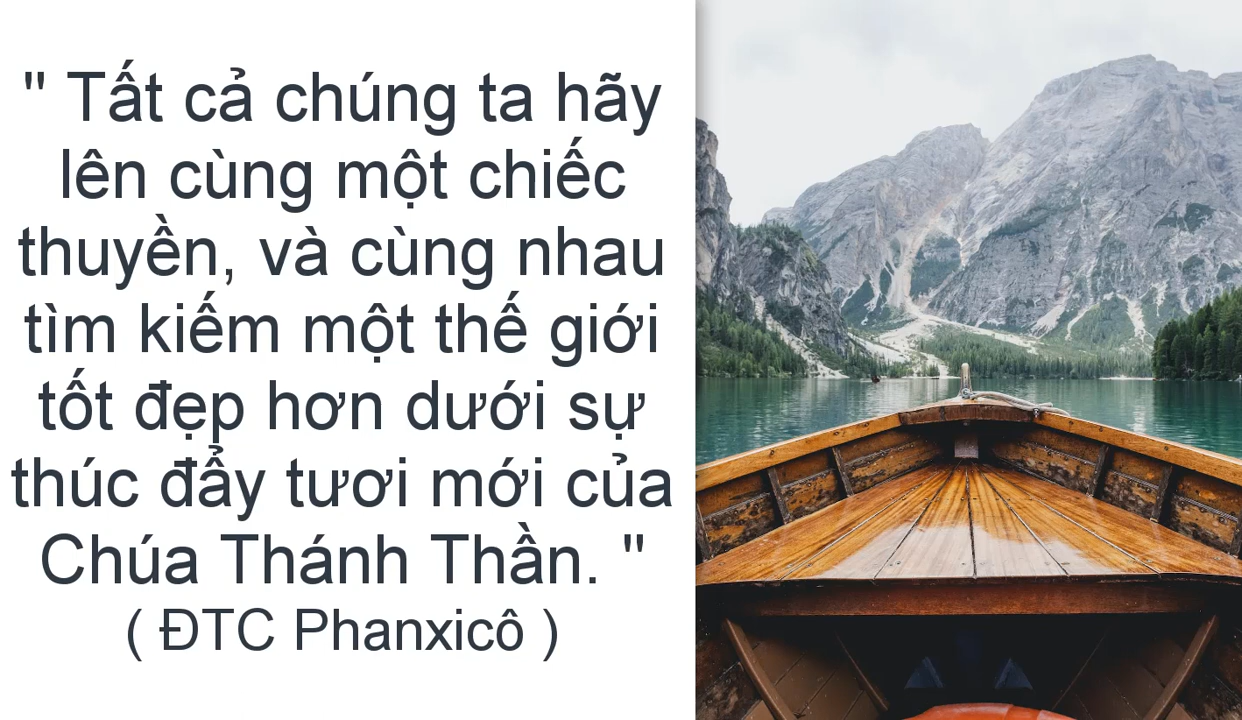 " Tất cả chúng ta hãy
lên cùng một chiếc
thuyền, và cùng nhau
tìm kiếm một thế giới
tốt đẹp hơn dưới sự
thúc đẩy tươi mới của
Chúa Thánh Thần. "
( ĐTC Phanxicô )